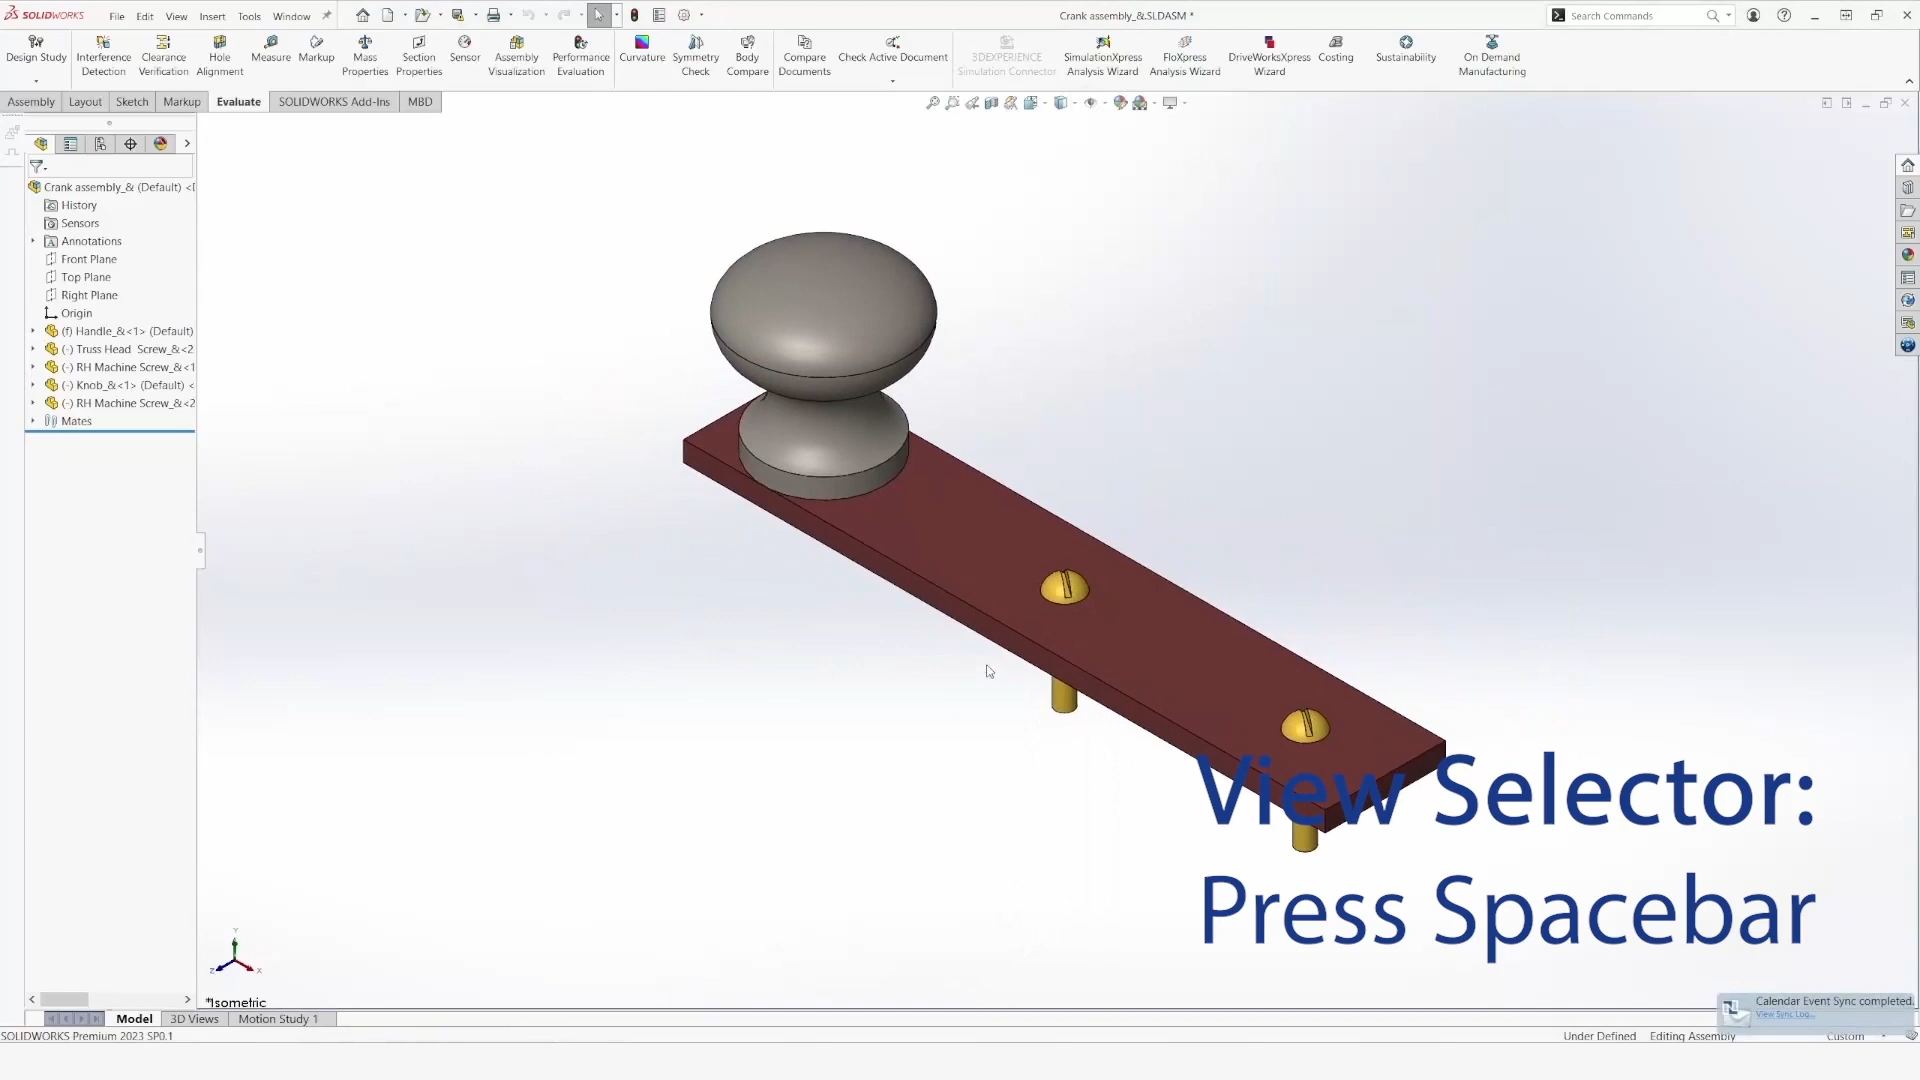 SOLIDWORKS File Edit View Insert Tools Window
Crank assembly_&.SLDASM *
Search Commands
Design Study
Interference Detection
Clearance Verification
Hole Alignment
Measure
Markup
Mass Properties
Section Properties
Sensor
Assembly Visualization
Performance Evaluation
Curvature
Symmetry Check
Body Compare
Compare Documents
Check Active Document
3DEXPERIENCE Simulation Connector
SimulationXpress Analysis Wizard
FloXpress Analysis Wizard
DriveWorksXpress Wizard
Costing
Sustainability
On Demand Manufacturing
Assembly Layout Sketch Markup Evaluate SOLIDWORKS Add-Ins MBD
Crank assembly_& (Default) <
History
Sensors
Annotations
Front Plane
Top Plane
Right Plane
Origin
(f) Handle_&<1> (Default)
(-) Truss Head Screw_&<2
(-) RH Machine Screw_&<1
(-) Knob_&<1> (Default) <
(-) RH Machine Screw_&<2
Mates
View Selector:
Press Spacebar
Y
Z X
*Isometric
Calendar Event Sync completed.
View Sync Log...
Model 3D Views Motion Study 1
SOLIDWORKS Premium 2023 SP0.1
Under Defined Editing Assembly Custom